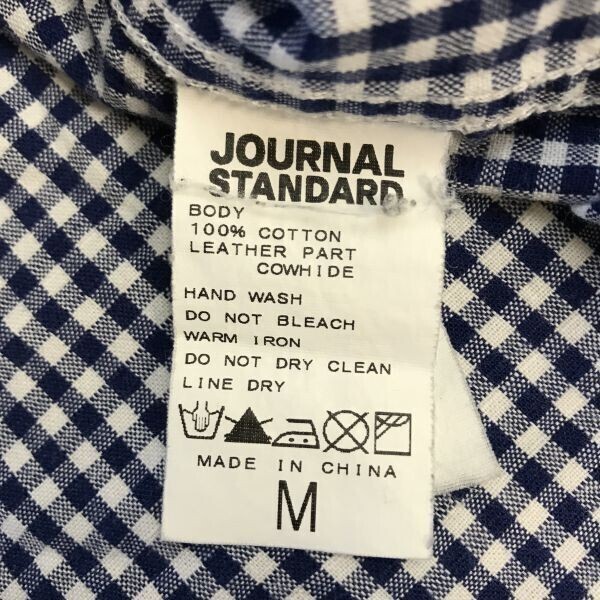 JOURNAL
STANDARD
BODY
100% COTTON
LEATHER PART
COWHIDE
HAND WASH
DO NOT BLEACH
WARM IRON
DO NOT DRY CLEAN
LINE DRY
MADE IN CHINA
M